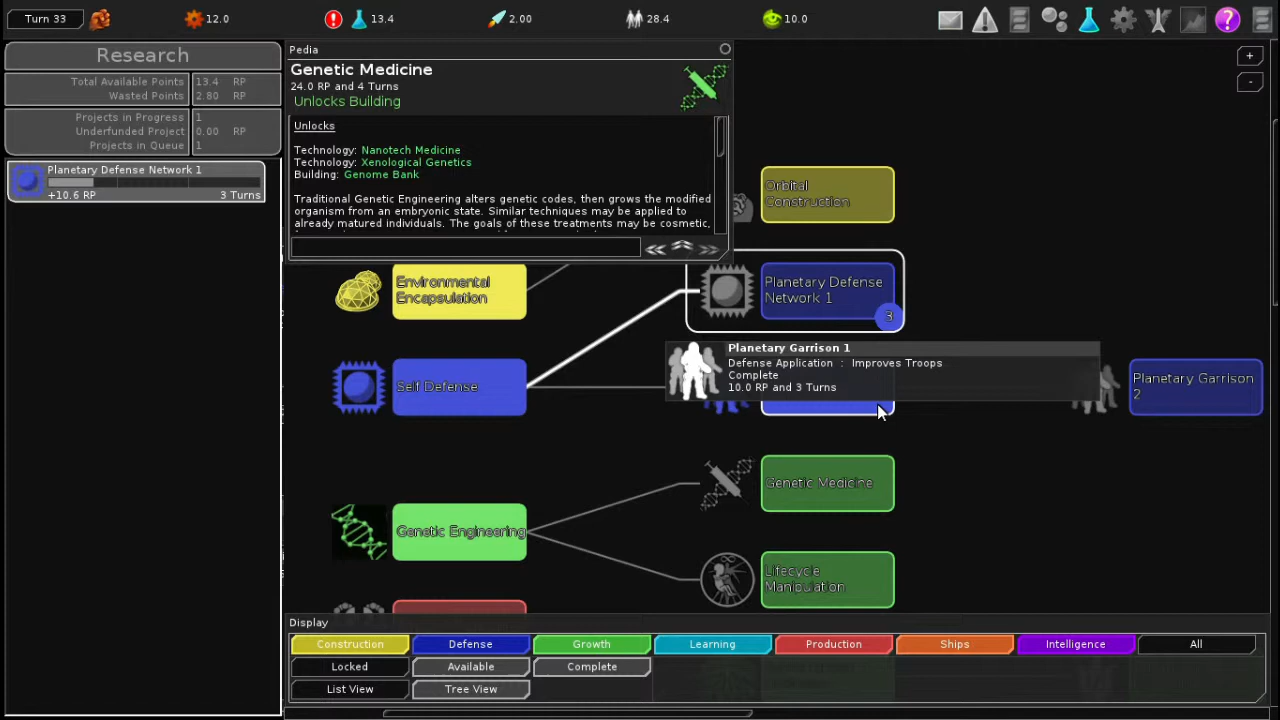 Turn 33
12.0
13.4
2.00
28.4
10.0
Research
Total Available Points 13.4 RP
Wasted Points 2.80 RP
Projects in Progress 1
Underfunded Project 0.00 RP
Projects in Queue 1
Planetary Defense Network 1
+10.6 RP 3 Turns
Pedia
Genetic Medicine
24.0 RP and 4 Turns
Unlocks Building
Unlocks
Technology: Nanotech Medicine
Technology: Xenological Genetics
Building: Genome Bank
Traditional Genetic Engineering alters genetic codes, then grows the modified
organism from an embryonic state. Similar techniques may be applied to
already matured individuals. The goals of these treatments may be cosmetic,
+
-
Orbital
Construction
Environmental
Encapsulation
Planetary Defense
Network 1
3
Self Defense
Planetary Garrison 1
Defense Application : Improves Troops
Complete
10.0 RP and 3 Turns
Planetary Garrison
2
Genetic Medicine
Genetic Engineering
Lifecycle
Manipulation
Display
Construction
Defense
Growth
Learning
Production
Ships
Intelligence
All
Locked
Available
Complete
List View
Tree View